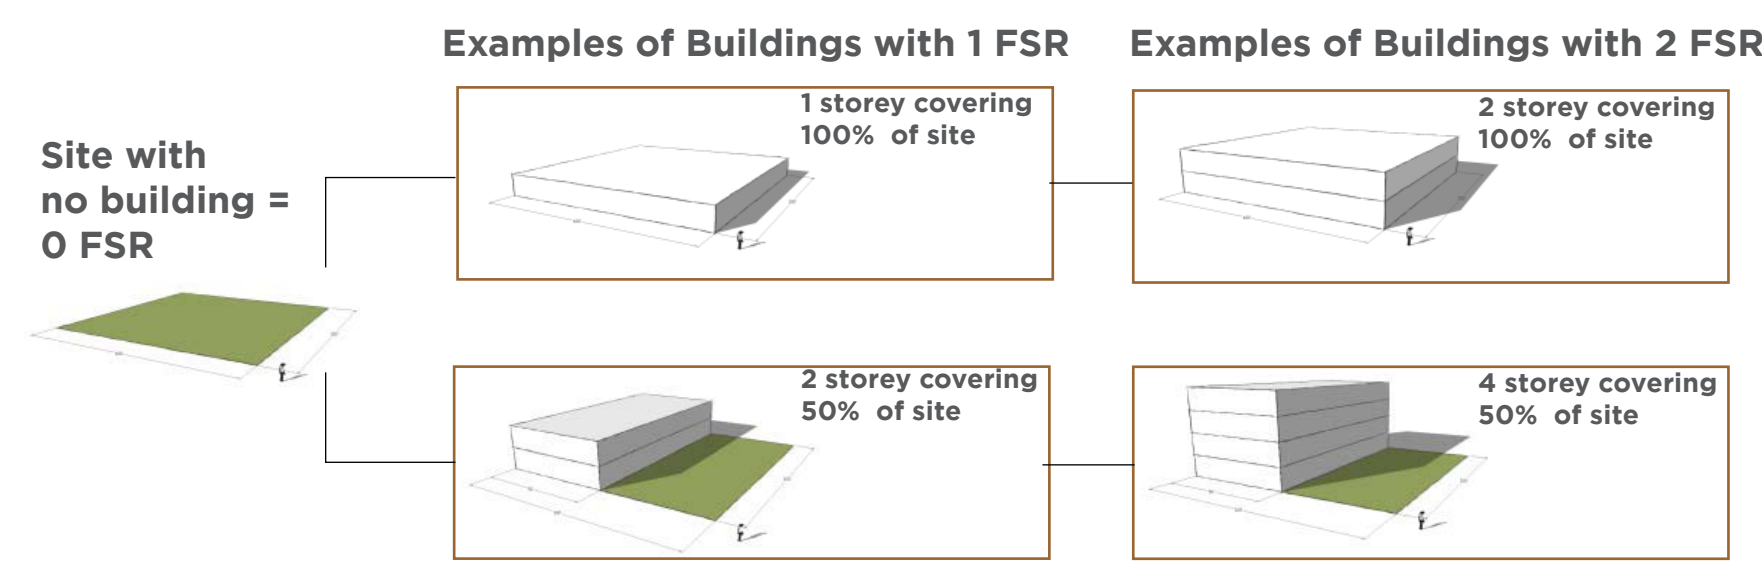 Examples of Buildings with 1 FSR
Examples of Buildings with 2 FSR
Site with
no building =
0 FSR
1 storey covering
100% of site
2 storey covering
100% of site
2 storey covering
50% of site
4 storey covering
50% of site